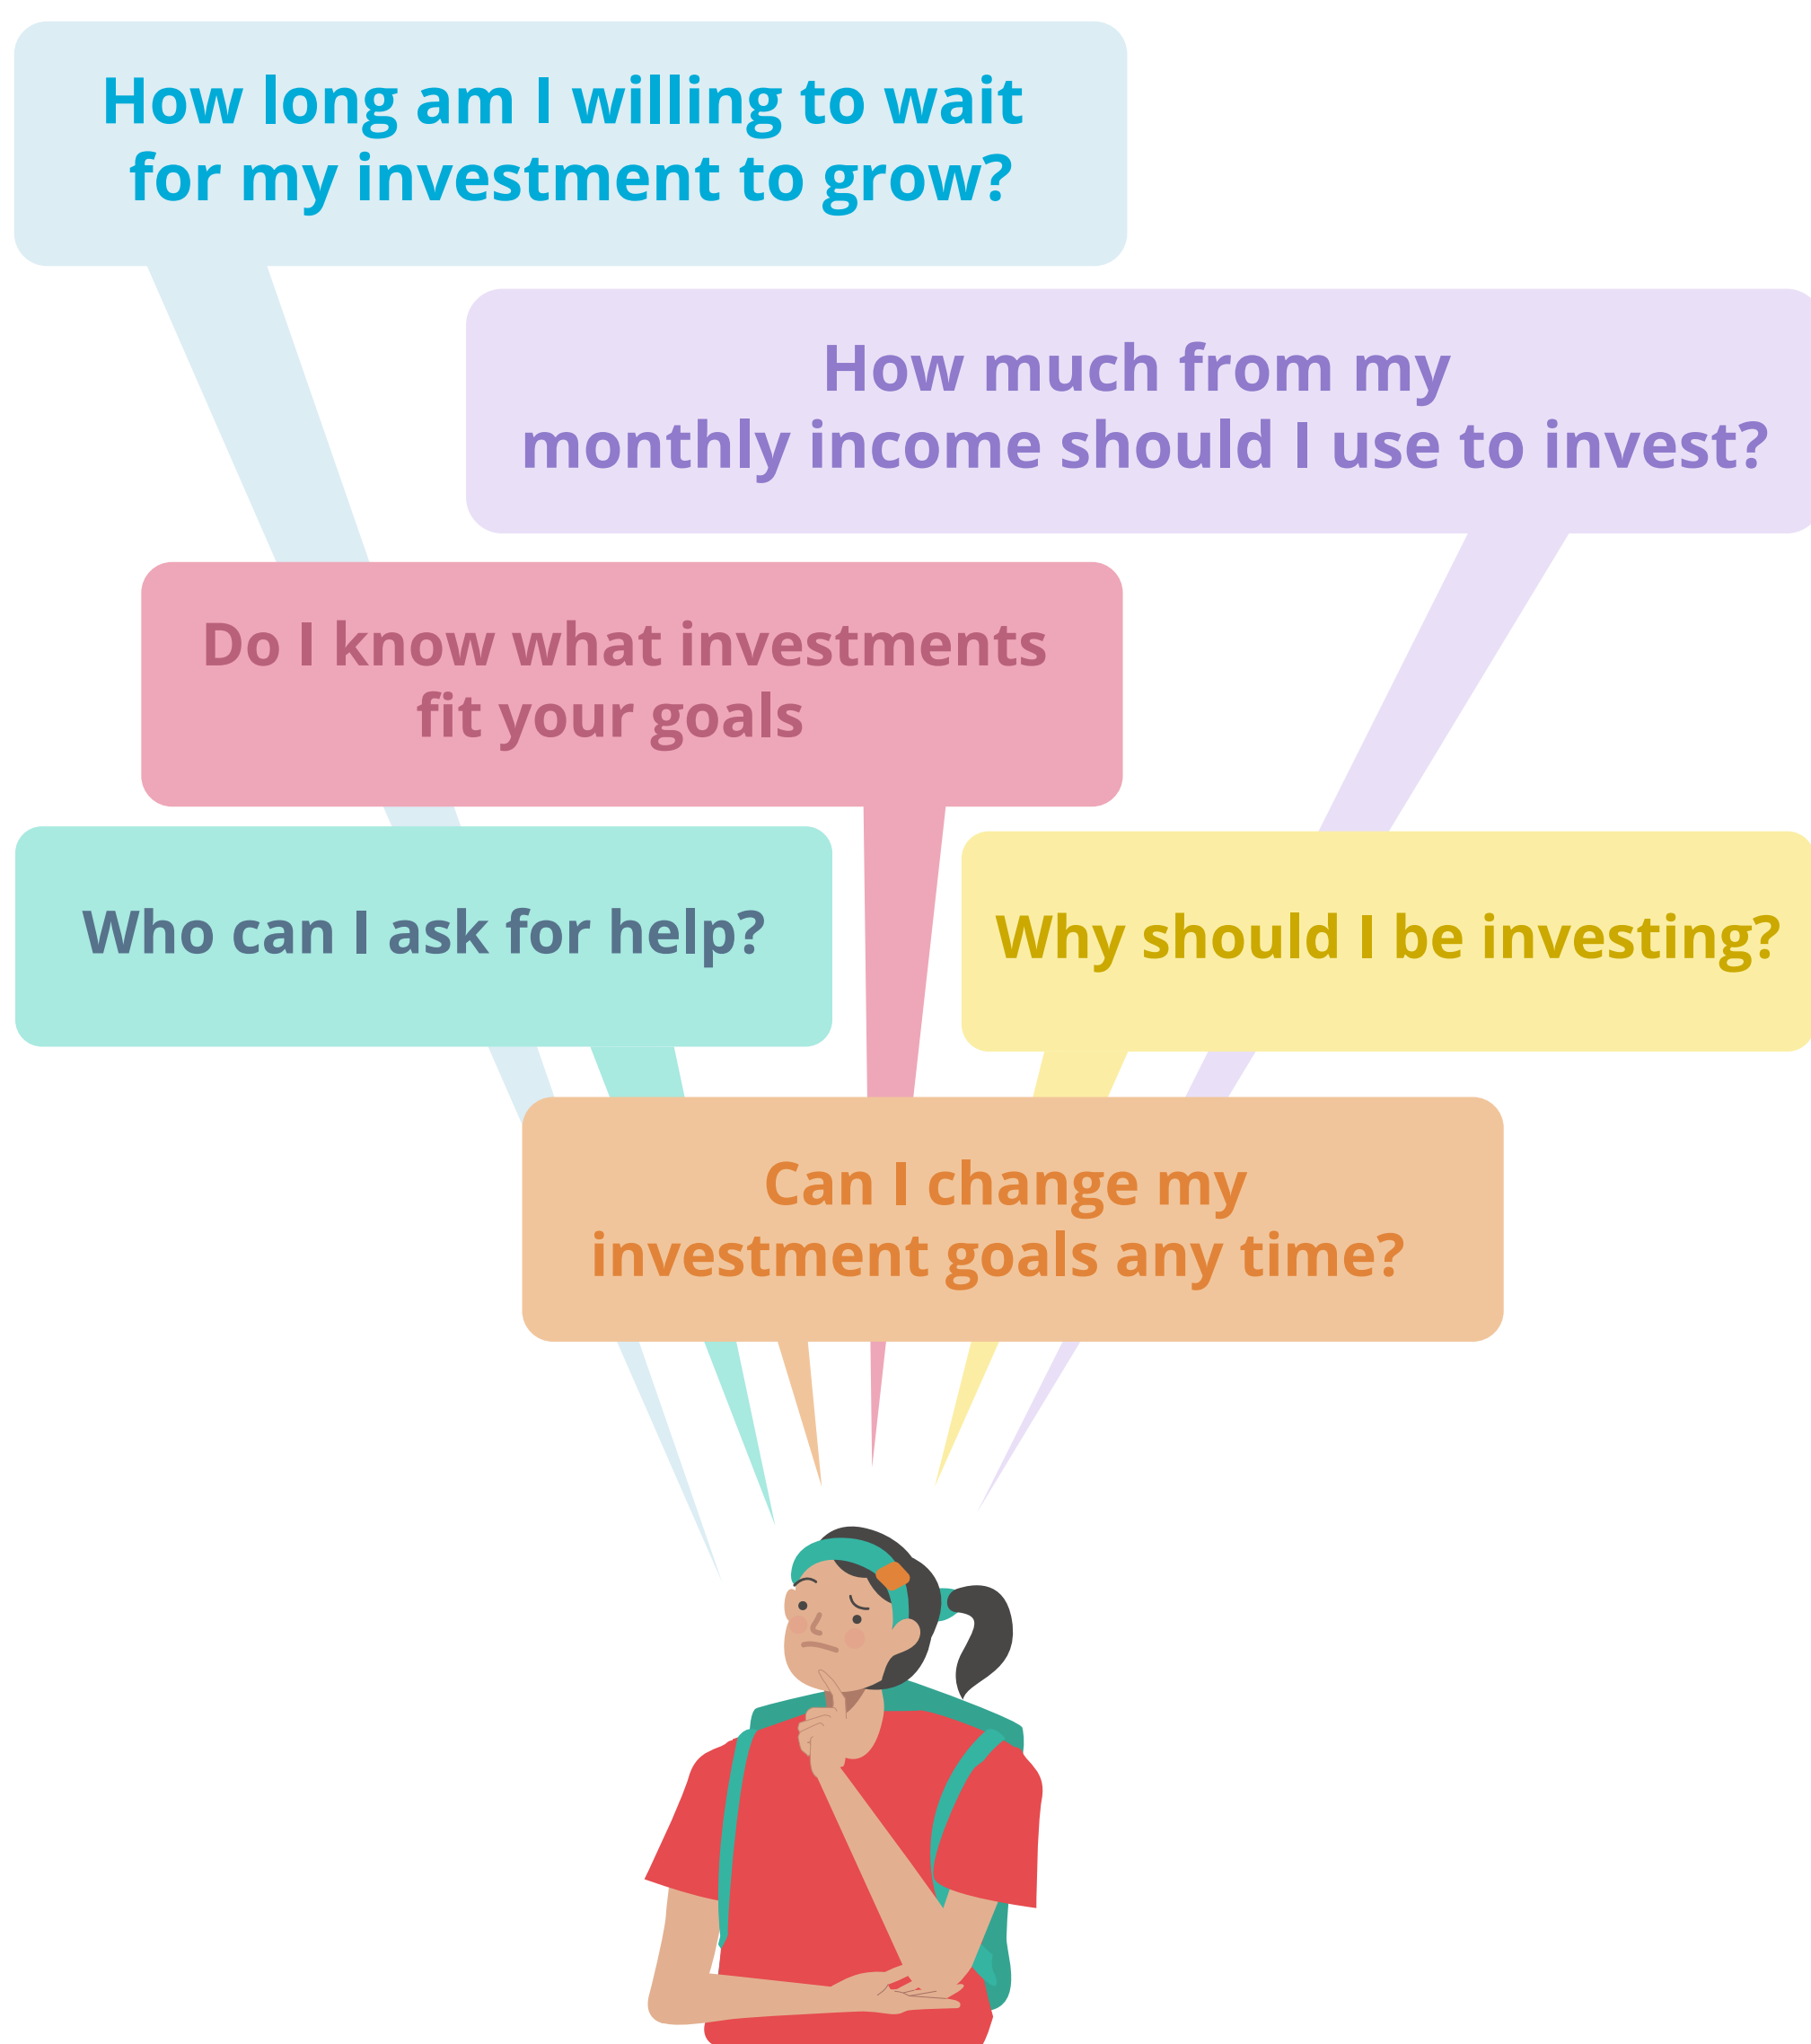 How long am I willing to wait
for my investment to grow?
How much from my
monthly income should I use to invest?
Do I know what investments
fit your goals
Who can I ask for help?
Why should I be investing?
Can I change my
investment goals any time?